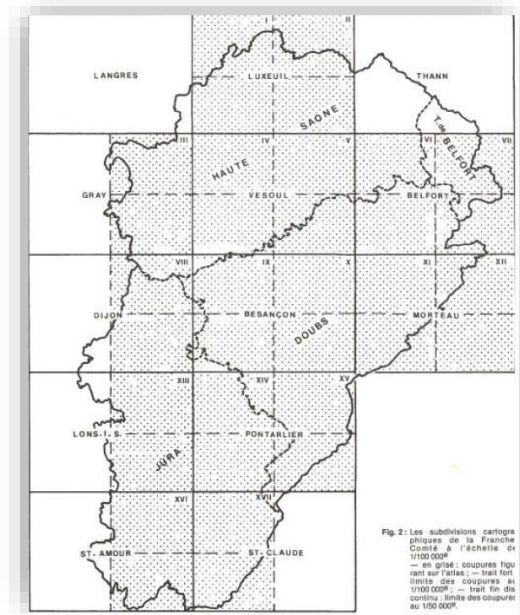 I II
LANGRES LUXEUIL THANN
SAONE
T. de BELFORT
III IV V VI VII
HAUTE
GRAY VESOUL BELFORT
VIII IX X XI XII
DIJON BESANÇON MORTEAU
DOUBS
XIII XIV XV
LONS-l.S. PONTARLIER
JURA
XVI XVII
ST-AMOUR ST-CLAUDE
Fig. 2: Les subdivisions cartogra
phiques de la Franche
Comté à l'échelle de
1/100 000e
— en grisé: coupures figu
rant sur l'atlas; — trait fort
limite des coupures au
1/100 000e; — trait fin dis
continu: limite des coupures
au 1/50 000e.